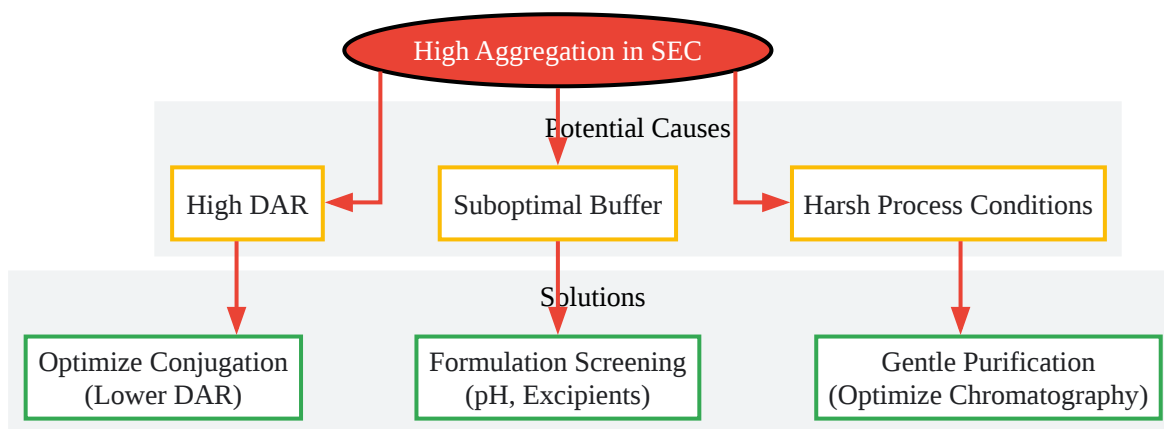 High Aggregation in SEC
Potential Causes
High DAR
Suboptimal Buffer
Harsh Process Conditions
Solutions
Optimize Conjugation
(Lower DAR)
Formulation Screening
(pH, Excipients)
Gentle Purification
(Optimize Chromatography)